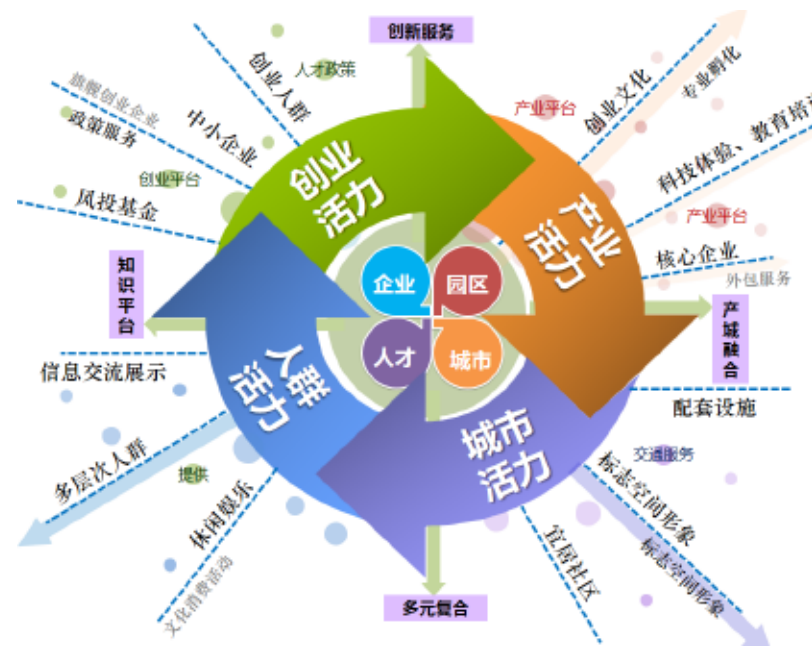 创新服务
创业人群
人才政策
旗舰创业企业
政策服务
中小企业
创业平台
风投基金
产业平台
创业文化
专业孵化
科技体验、教育培
产业平台
核心企业
外包服务
创业
活力
产业
活力
知识平台
企业
园区
人才
城市
产城融合
人群
活力
城市
活力
信息交流展示
配套设施
多层次人群
提供
休闲娱乐
文化消费活动
交通服务
标志空间形象
标志空间形象
宜居社区
多元复合